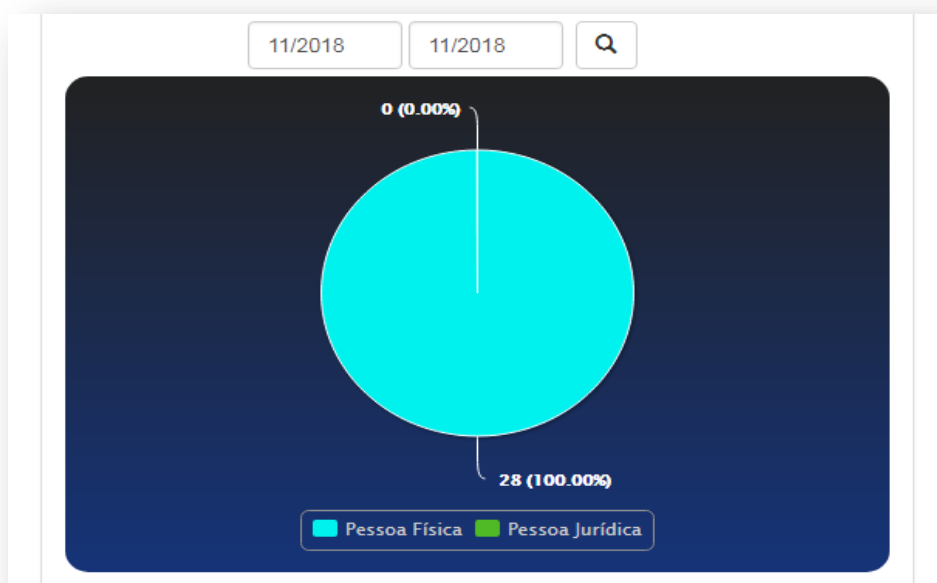 11/2018 11/2018
0 (0.00%)
28 (100.00%)
Pessoa Física Pessoa Jurídica